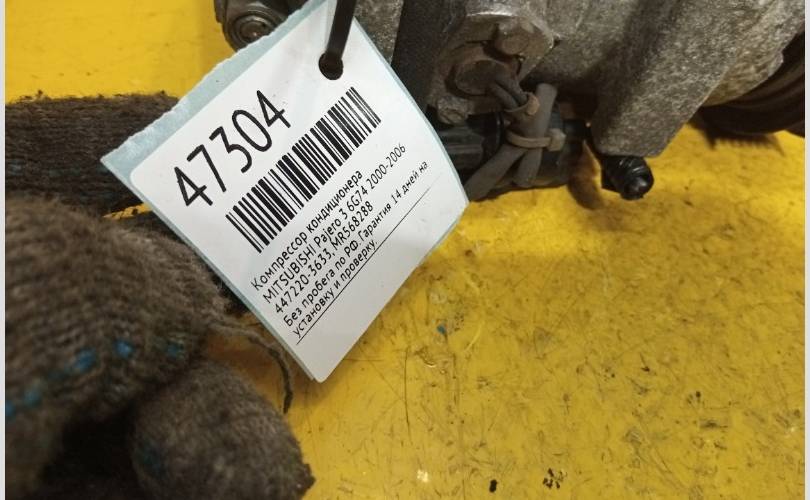 47304
Компрессор кондиционера
MITSUBISHI Pajero 3 6G74 2000-2006
447220-3633, MR568288
Без пробега по РФ. Гарантия 14 дней на
установку и проверку.